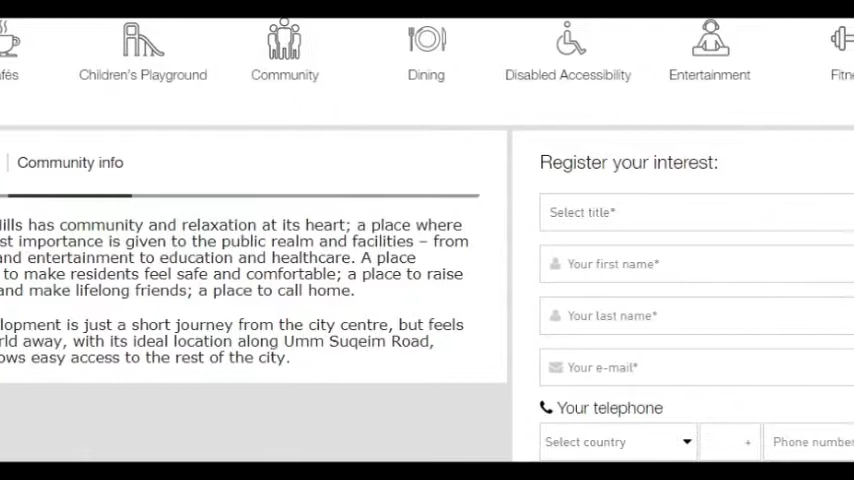 afés
Children's Playground
Community
Dining
Disabled Accessibility
Entertainment
Fitne
Community info
Hills has community and relaxation at its heart; a place where
st importance is given to the public realm and facilities – from
and entertainment to education and healthcare. A place
to make residents feel safe and comfortable; a place to raise
and make lifelong friends; a place to call home.
lopment is just a short journey from the city centre, but feels
rld away, with its ideal location along Umm Suqeim Road,
ows easy access to the rest of the city.
Register your interest:
Select title*
Your first name*
Your last name*
Your e-mail*
Your telephone
Select country
+
Phone number